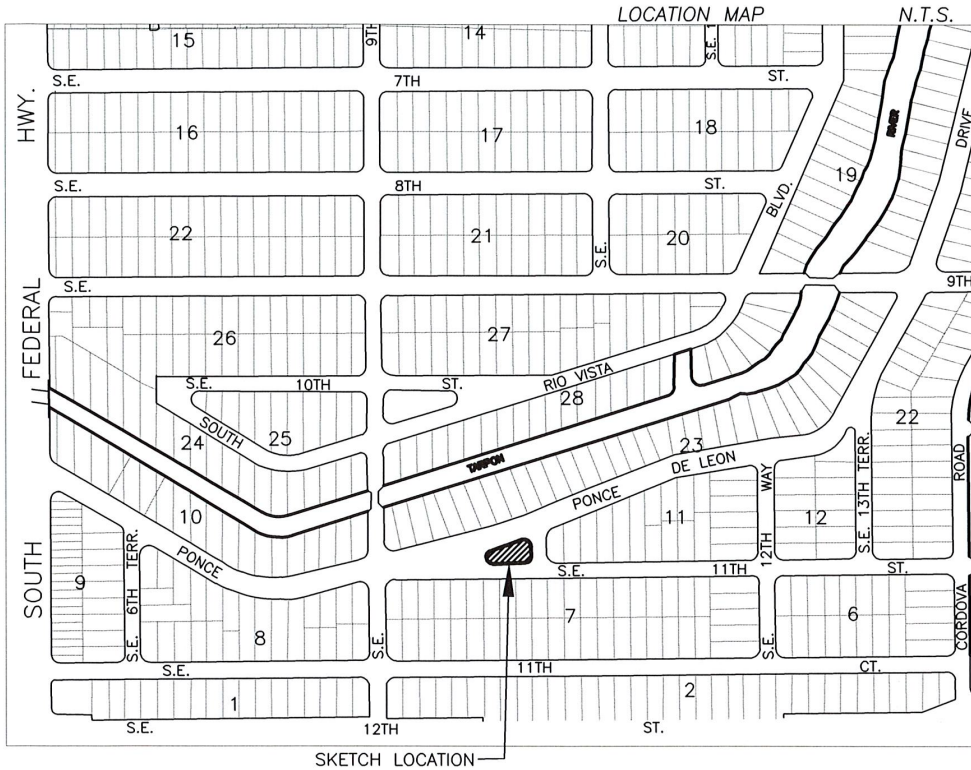 LOCATION MAP N.T.S.
15
9TH
14
S.E. 1
S.E. 7TH ST.
HWY.
16
17
18
RIVER
DRIVE
19
S.E. 8TH ST.
BLVD.
22
21
S.E.
20
S.E.
9TH
FEDERAL
26
27
S.E. 10TH ST.
RIO VISTA
28
22
SOUTH
25
24
23
TARPON
DE LEON
PONCE
WAY
12TH
S.E. 13TH TERR.
ROAD
10
11
12
PONCE
S.E. 11TH ST.
SOUTH
9
S.E. 6TH TERR.
8
S.E.
7
S.E.
6
CORDOVA
S.E. 11TH CT.
1
2
S.E. 12TH ST.
SKETCH LOCATION